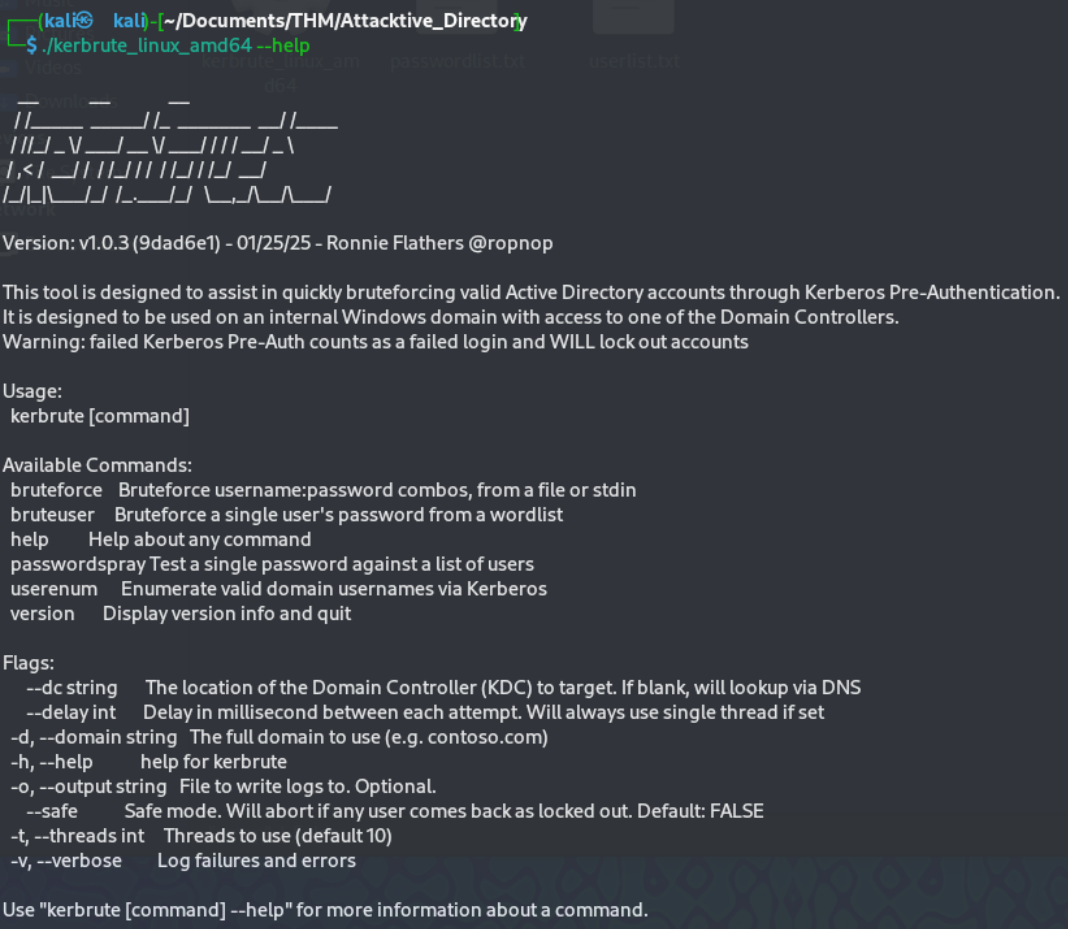 (kali㉿kali)-[~/Documents/THM/Attacktive_Directory]
$ ./kerbrute_linux_amd64 --help
Version: v1.0.3 (9dad6e1) - 01/25/25 - Ronnie Flathers @ropnop
This tool is designed to assist in quickly bruteforcing valid Active Directory accounts through Kerberos Pre-Authentication.
It is designed to be used on an internal Windows domain with access to one of the Domain Controllers.
Warning: failed Kerberos Pre-Auth counts as a failed login and WILL lock out accounts
Usage:
kerbrute [command]
Available Commands:
bruteforce Bruteforce username:password combos, from a file or stdin
bruteuser Bruteforce a single user's password from a wordlist
help Help about any command
passwordspray Test a single password against a list of users
userenum Enumerate valid domain usernames via Kerberos
version Display version info and quit
Flags:
--dc string The location of the Domain Controller (KDC) to target. If blank, will lookup via DNS
--delay int Delay in millisecond between each attempt. Will always use single thread if set
-d, --domain string The full domain to use (e.g. contoso.com)
-h, --help help for kerbrute
-o, --output string File to write logs to. Optional.
--safe Safe mode. Will abort if any user comes back as locked out. Default: FALSE
-t, --threads int Threads to use (default 10)
-v, --verbose Log failures and errors
Use "kerbrute [command] --help" for more information about a command.
kerbrute_linux_amd64
passwordlist.txt
userlist.txt
Videos
Downloads